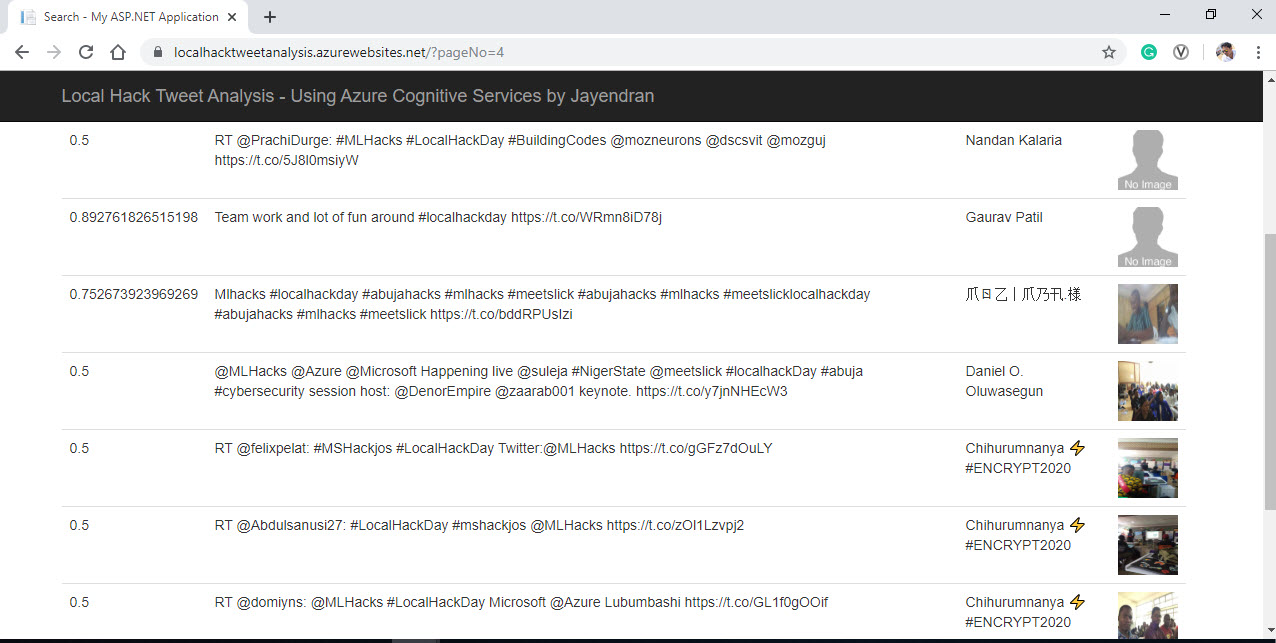 Search - My ASP.NET Application
localhacktweetanalysis.azurewebsites.net/?pageNo=4
Local Hack Tweet Analysis - Using Azure Cognitive Services by Jayendran
0.5 RT @PrachiDurge: #MLHacks #LocalHackDay #BuildingCodes @mozneurons @dscsvit @mozguj Nandan Kalaria
https://t.co/5J8I0msiyW
No Image
0.892761826515198 Team work and lot of fun around #localhackday https://t.co/WRmn8iD78j Gaurav Patil
No Image
0.752673923969269 Mlhacks #localhackday #abujahacks #mlhacks #meetslick #abujahacks #mlhacks #meetslicklocalhackday 爪日乙丨爪乃卂.様
#abujahacks #mlhacks #meetslick https://t.co/bddRPUsIzi
0.5 @MLHacks @Azure @Microsoft Happening live @suleja #NigerState @meetslick #localhackDay #abuja Daniel O.
#cybersecurity session host: @DenorEmpire @zaarab001 keynote. https://t.co/y7jnNHEcW3 Oluwasegun
0.5 RT @felixpelat: #MSHackjos #LocalHackDay Twitter:@MLHacks https://t.co/gGFz7dOuLY Chihurumnanya ⚡
#ENCRYPT2020
0.5 RT @Abdulsanusi27: #LocalHackDay #mshackjos @MLHacks https://t.co/zOl1Lzvpj2 Chihurumnanya ⚡
#ENCRYPT2020
0.5 RT @domiyns: @MLHacks #LocalHackDay Microsoft @Azure Lubumbashi https://t.co/GL1f0gOOif Chihurumnanya ⚡
#ENCRYPT2020